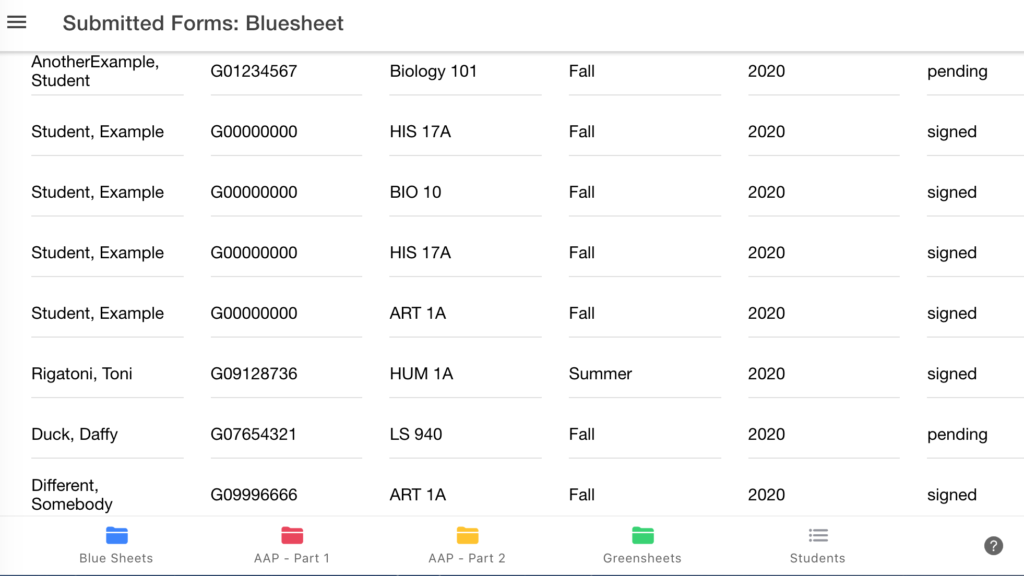 Submitted Forms: Bluesheet
AnotherExample,
Student
G01234567
Biology 101
Fall
2020
pending
Student, Example
G00000000
HIS 17A
Fall
2020
signed
Student, Example
G00000000
BIO 10
Fall
2020
signed
Student, Example
G00000000
HIS 17A
Fall
2020
signed
Student, Example
G00000000
ART 1A
Fall
2020
signed
Rigatoni, Toni
G09128736
HUM 1A
Summer
2020
signed
Duck, Daffy
G07654321
LS 940
Fall
2020
pending
Different,
Somebody
G09996666
ART 1A
Fall
2020
signed
Blue Sheets
AAP - Part 1
AAP - Part 2
Greensheets
Students
?